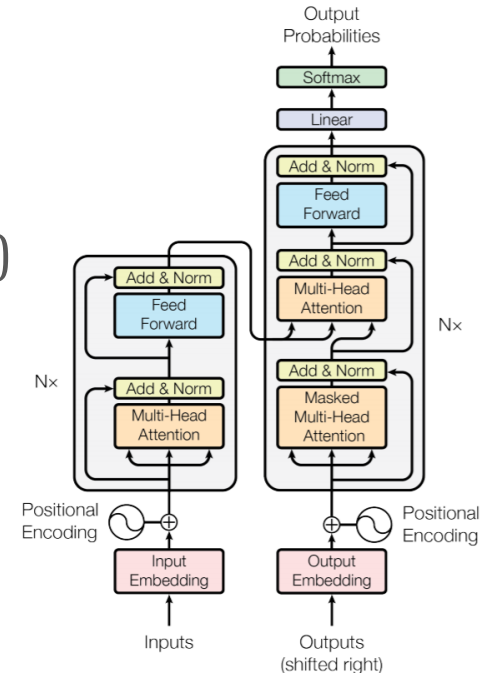 Output
Probabilities
Softmax
Linear
Add & Norm
Feed
Forward
Add & Norm
Multi-Head
Attention
Add & Norm
Masked
Multi-Head
Attention
Nx
Positional
Encoding
Output
Embedding
Outputs
(shifted right)
Add & Norm
Feed
Forward
Add & Norm
Multi-Head
Attention
Nx
Positional
Encoding
Input
Embedding
Inputs
)